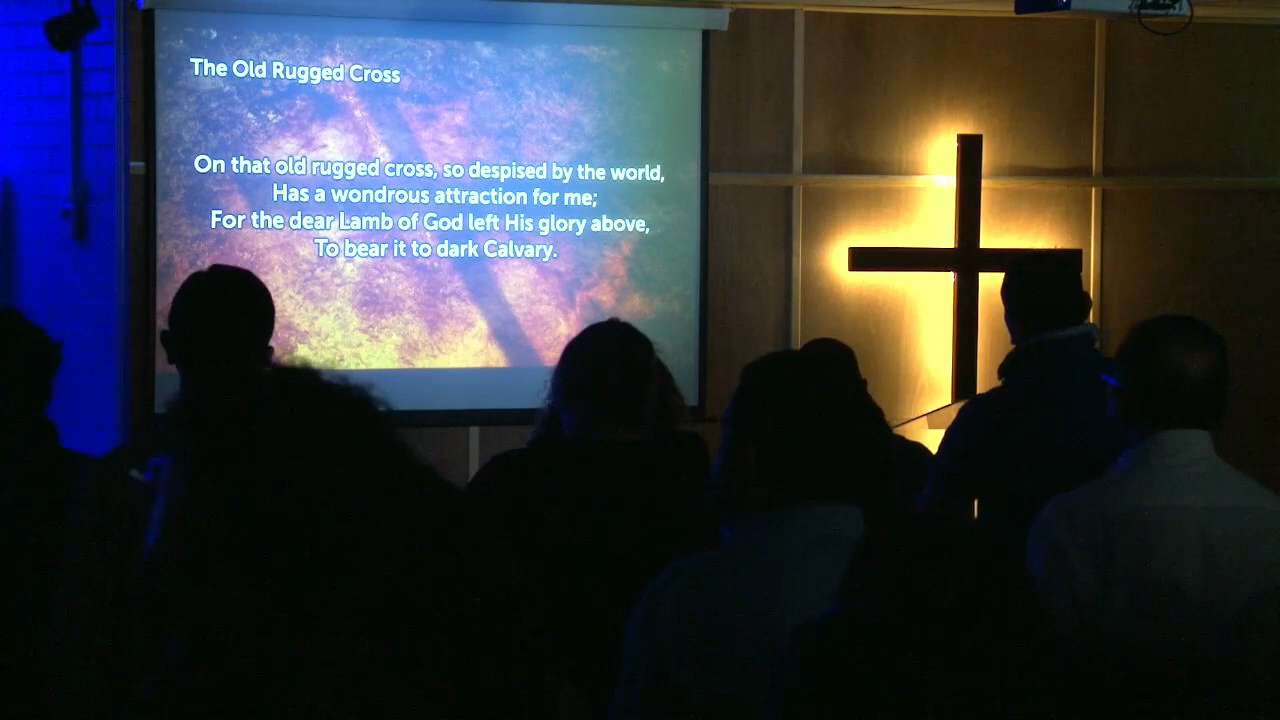 The Old Rugged Cross
On that old rugged cross, so despised by the world,
Has a wondrous attraction for me;
For the dear Lamb of God left His glory above,
To bear it to dark Calvary.